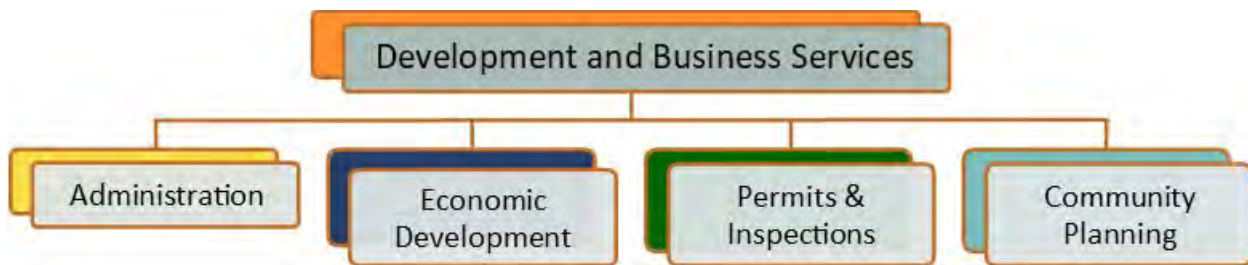 Development and Business Services
Administration
Economic
Development
Permits &
Inspections
Community
Planning